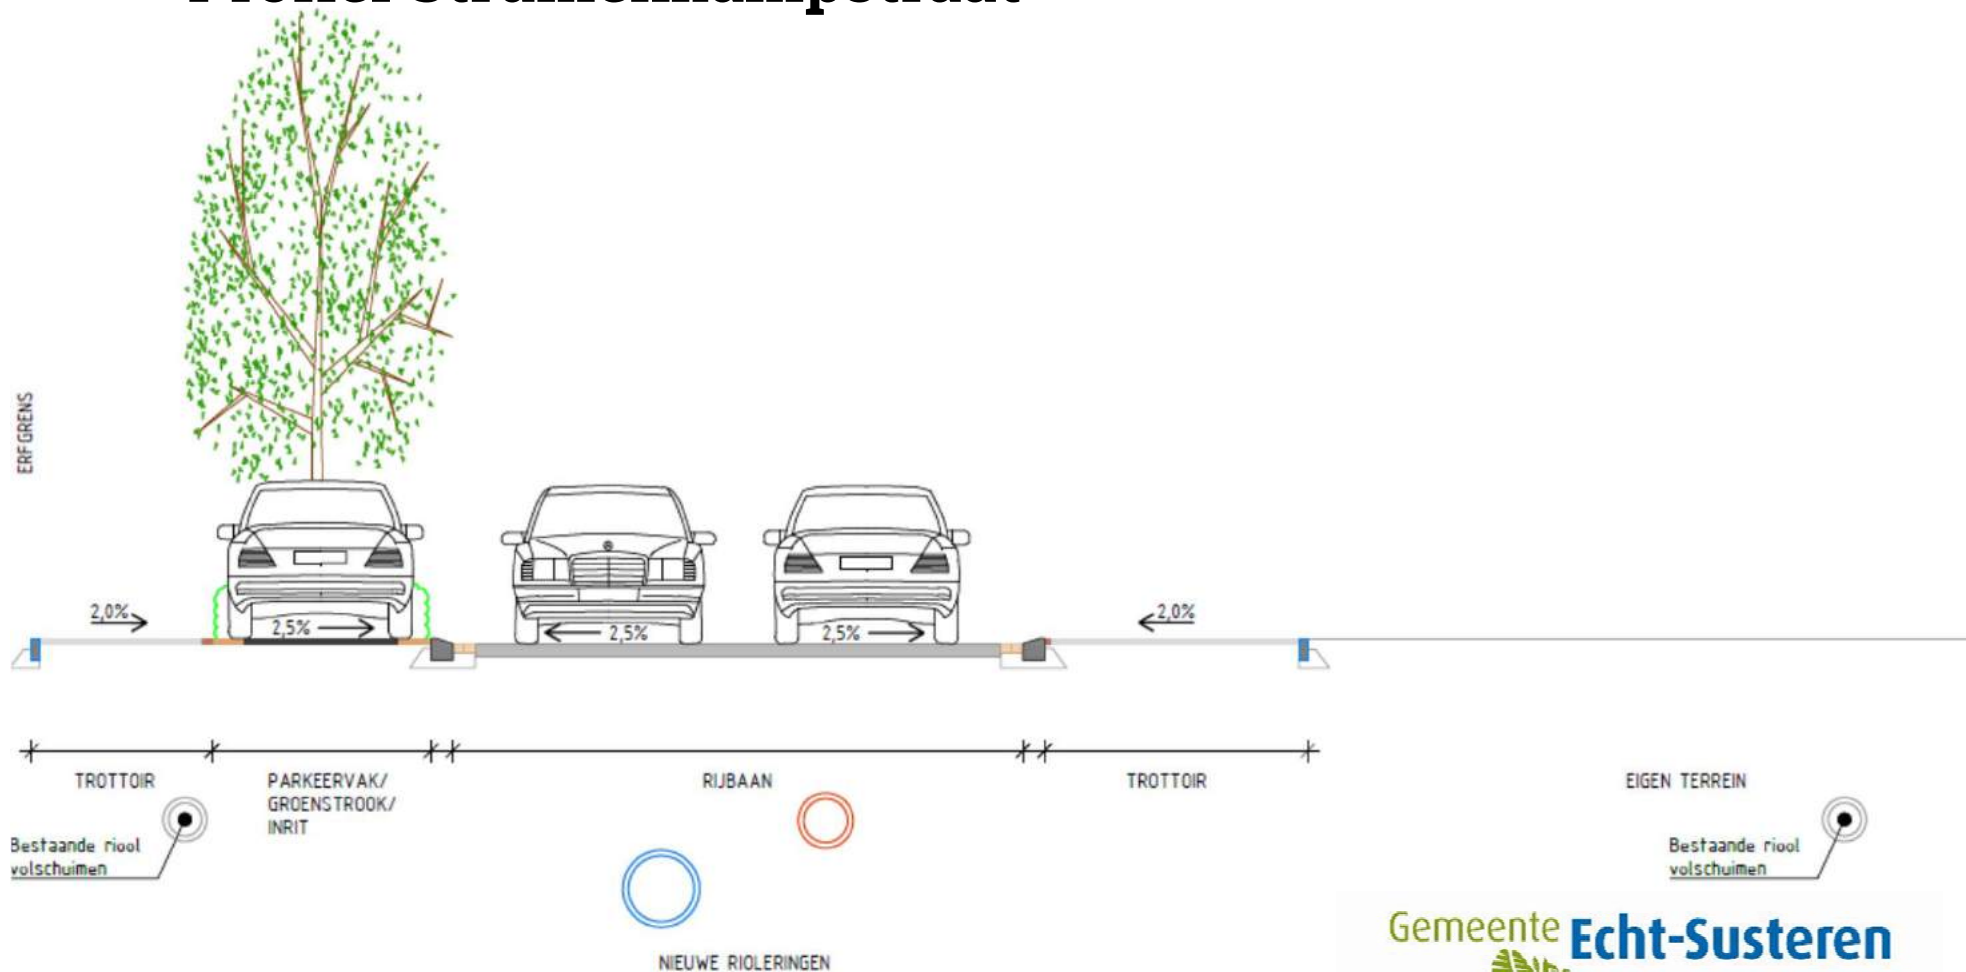 ERFGRENS
2,0%
2,5%
2,5%
2,5%
2,0%
TROTTOIR
PARKEERVAK/
GROENSTROOK/
INRIT
RIJBAAN
TROTTOIR
EIGEN TERREIN
Bestaande riool
volschuimen
Bestaande riool
volschuimen
NIEUWE RIOLERINGEN
Gemeente Echt-Susteren